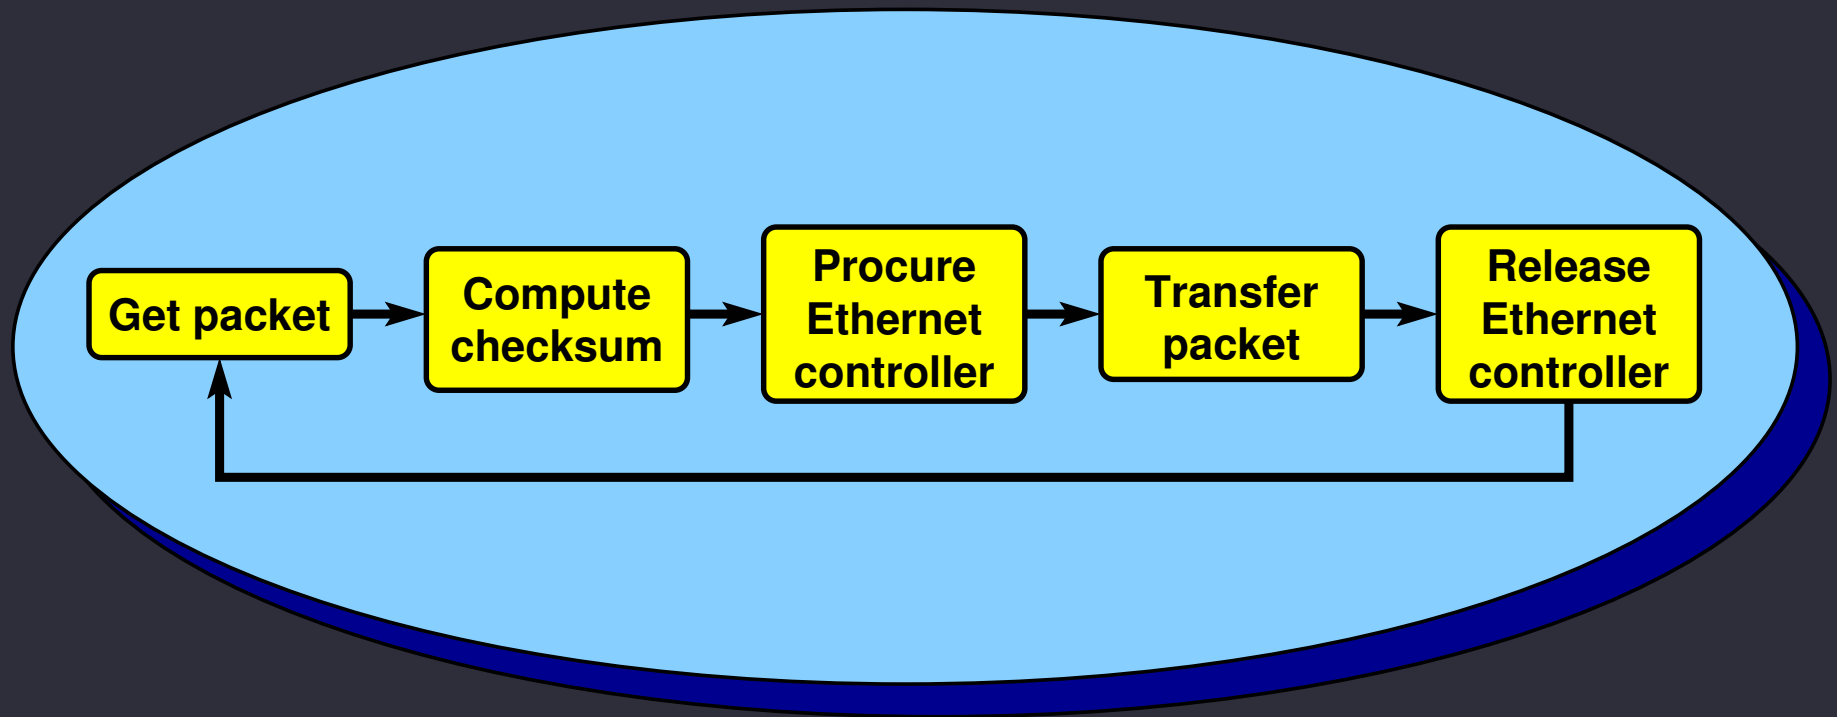 Get packet
Compute
checksum
Procure
Ethernet
controller
Transfer
packet
Release
Ethernet
controller